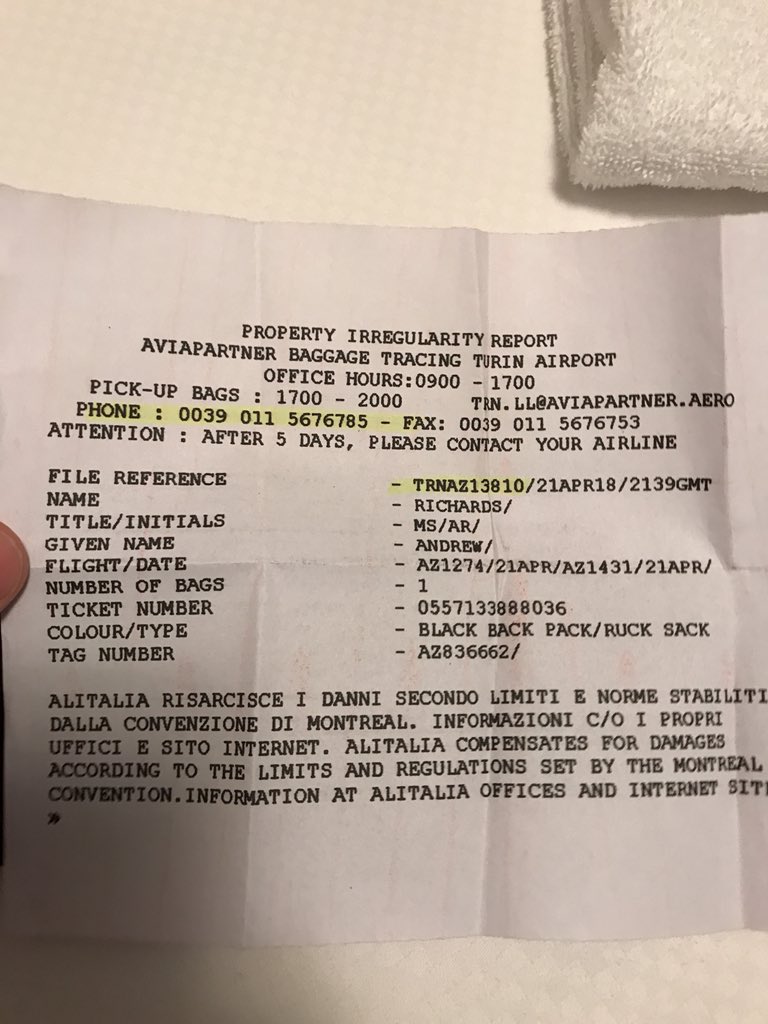 PROPERTY IRREGULARITY REPORT
AVIAPARTNER BAGGAGE TRACING TURIN AIRPORT
OFFICE HOURS:0900 - 1700
PICK-UP BAGS : 1700 - 2000 TRN.LL@AVIAPARTNER.AERO
PHONE : 0039 011 5676785 - FAX: 0039 011 5676753
ATTENTION : AFTER 5 DAYS, PLEASE CONTACT YOUR AIRLINE
FILE REFERENCE - TRNAZ13810/21APR18/2139GMT
NAME - RICHARDS/
TITLE/INITIALS - MS/AR/
GIVEN NAME - ANDREW/
FLIGHT/DATE - AZ1274/21APR/AZ1431/21APR/
NUMBER OF BAGS - 1
TICKET NUMBER - 0557133888036
COLOUR/TYPE - BLACK BACK PACK/RUCK SACK
TAG NUMBER - AZ836662/
ALITALIA RISARCISCE I DANNI SECONDO LIMITI E NORME STABILITI
DALLA CONVENZIONE DI MONTREAL. INFORMAZIONI C/O I PROPRI
UFFICI E SITO INTERNET. ALITALIA COMPENSATES FOR DAMAGES
ACCORDING TO THE LIMITS AND REGULATIONS SET BY THE MONTREAL
CONVENTION.INFORMATION AT ALITALIA OFFICES AND INTERNET SIT
»